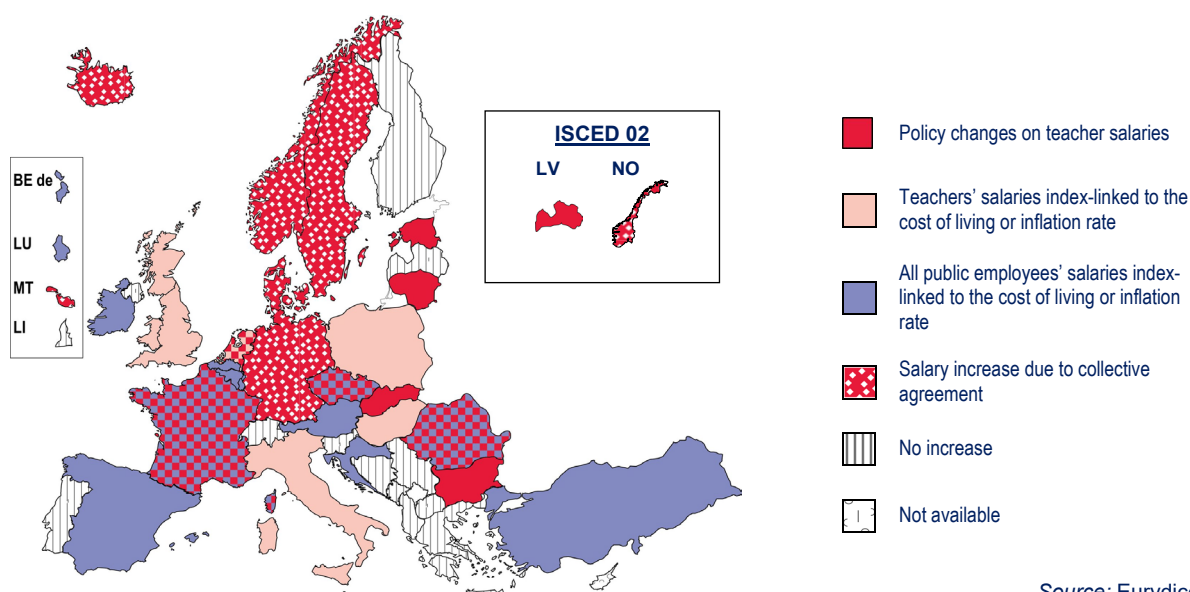 ISCED 02
LV NO
BE de
LU
MT
LI
Policy changes on teacher salaries
Teachers’ salaries index-linked to the
cost of living or inflation rate
All public employees’ salaries index-
linked to the cost of living or inflation
rate
Salary increase due to collective
agreement
No increase
Not available
Source: Eurydice